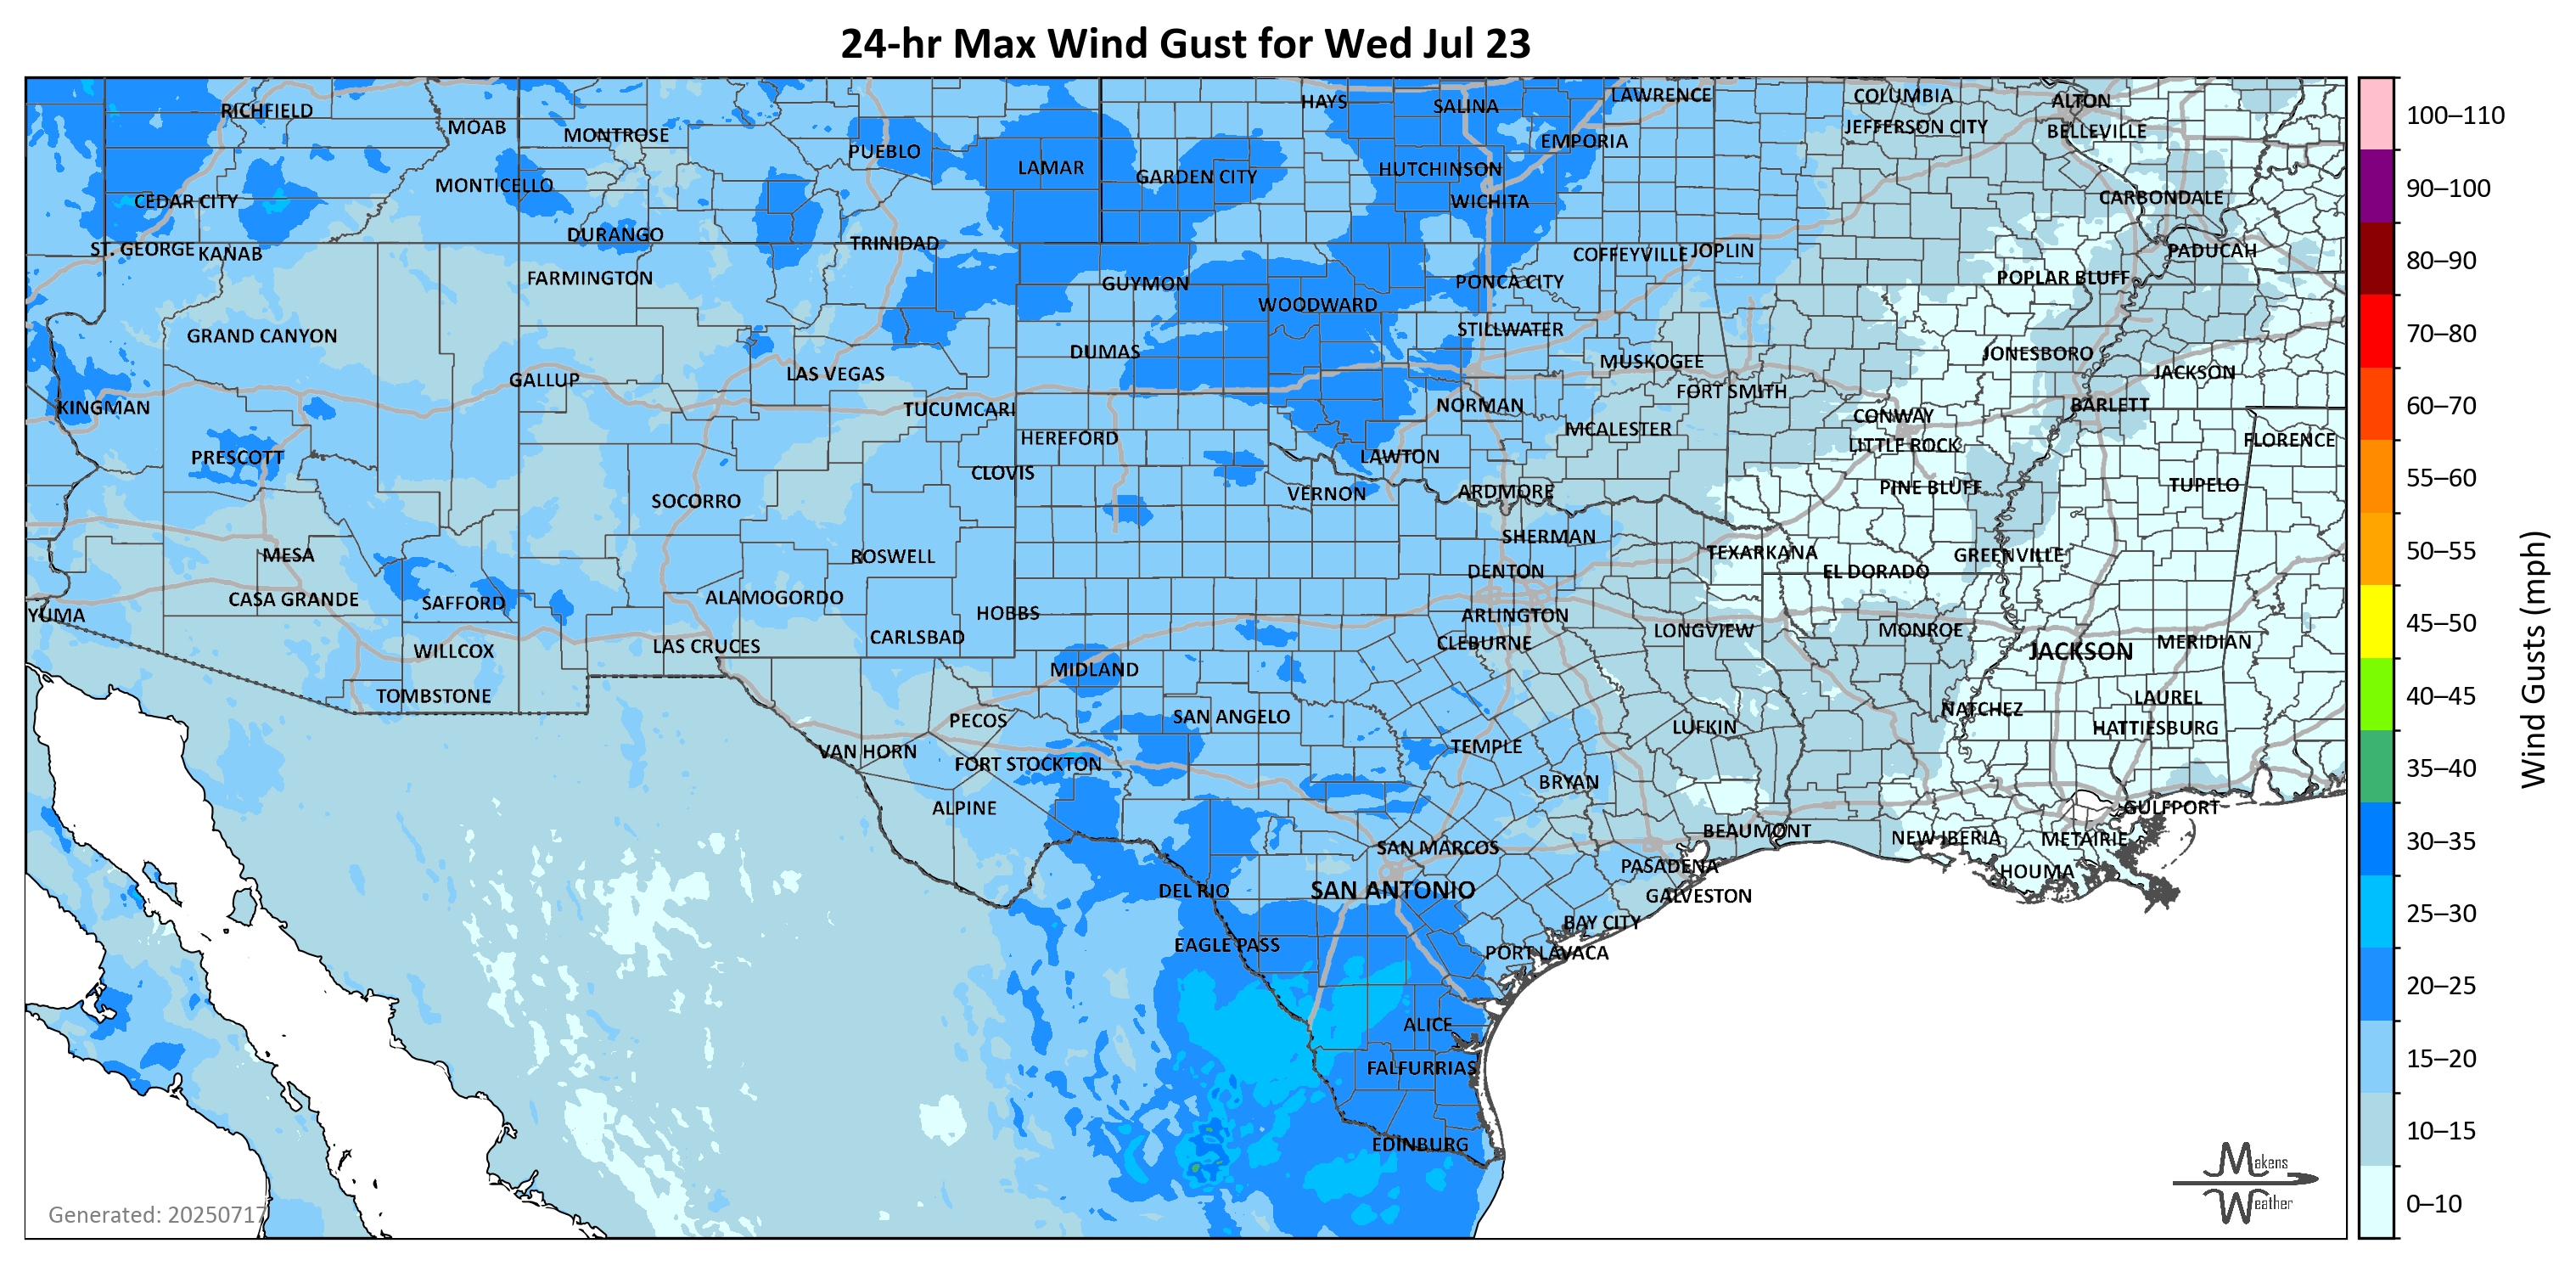 24-hr Max Wind Gust for Wed Jul 23
RICHFIELD
MOAB
MONTROSE
PUEBLO
LAMAR
HAYS
SALINA
LAWRENCE
COLUMBIA
ALTON
JEFFERSON CITY
BELLEVILLE
EMPORIA
GARDEN CITY
HUTCHINSON
MONTICELLO
CEDAR CITY
WICHITA
CARBONDALE
DURANGO
TRINIDAD
ST. GEORGE
KANAB
COFFEYVILLE
JOPLIN
PADUCAH
FARMINGTON
GUYMON
PONCA CITY
POPLAR BLUFF
WOODWARD
GRAND CANYON
STILLWATER
DUMAS
MUSKOGEE
JONESBORO
GALLUP
LAS VEGAS
JACKSON
FORT SMITH
KINGMAN
TUCUMCARI
NORMAN
BARLETT
CONWAY
MCALESTER
HEREFORD
LITTLE ROCK
FLORENCE
PRESCOTT
CLOVIS
LAWTON
SOCORRO
VERNON
ARDMORE
PINE BLUFF
TUPELO
SHERMAN
MESA
ROSWELL
TEXARKANA
GREENVILLE
DENTON
EL DORADO
CASA GRANDE
SAFFORD
ALAMOGORDO
HOBBS
ARLINGTON
YUMA
CARLSBAD
CLEBURNE
LONGVIEW
MONROE
MERIDIAN
WILLCOX
LAS CRUCES
JACKSON
MIDLAND
TOMBSTONE
LAUREL
NATCHEZ
PECOS
SAN ANGELO
LUFKIN
HATTIESBURG
VAN HORN
TEMPLE
FORT STOCKTON
BRYAN
ALPINE
GULFPORT
BEAUMONT
NEW IBERIA
METAIRIE
SAN MARCOS
PASADENA
HOUMA
DEL RIO
SAN ANTONIO
GALVESTON
BAY CITY
EAGLE PASS
PORT LAVACA
ALICE
FALFURRIAS
EDINBURG
Generated: 20250717
Makens
Weather
100–110
90–100
80–90
70–80
60–70
55–60
50–55
45–50
40–45
35–40
30–35
25–30
20–25
15–20
10–15
0–10
Wind Gusts (mph)